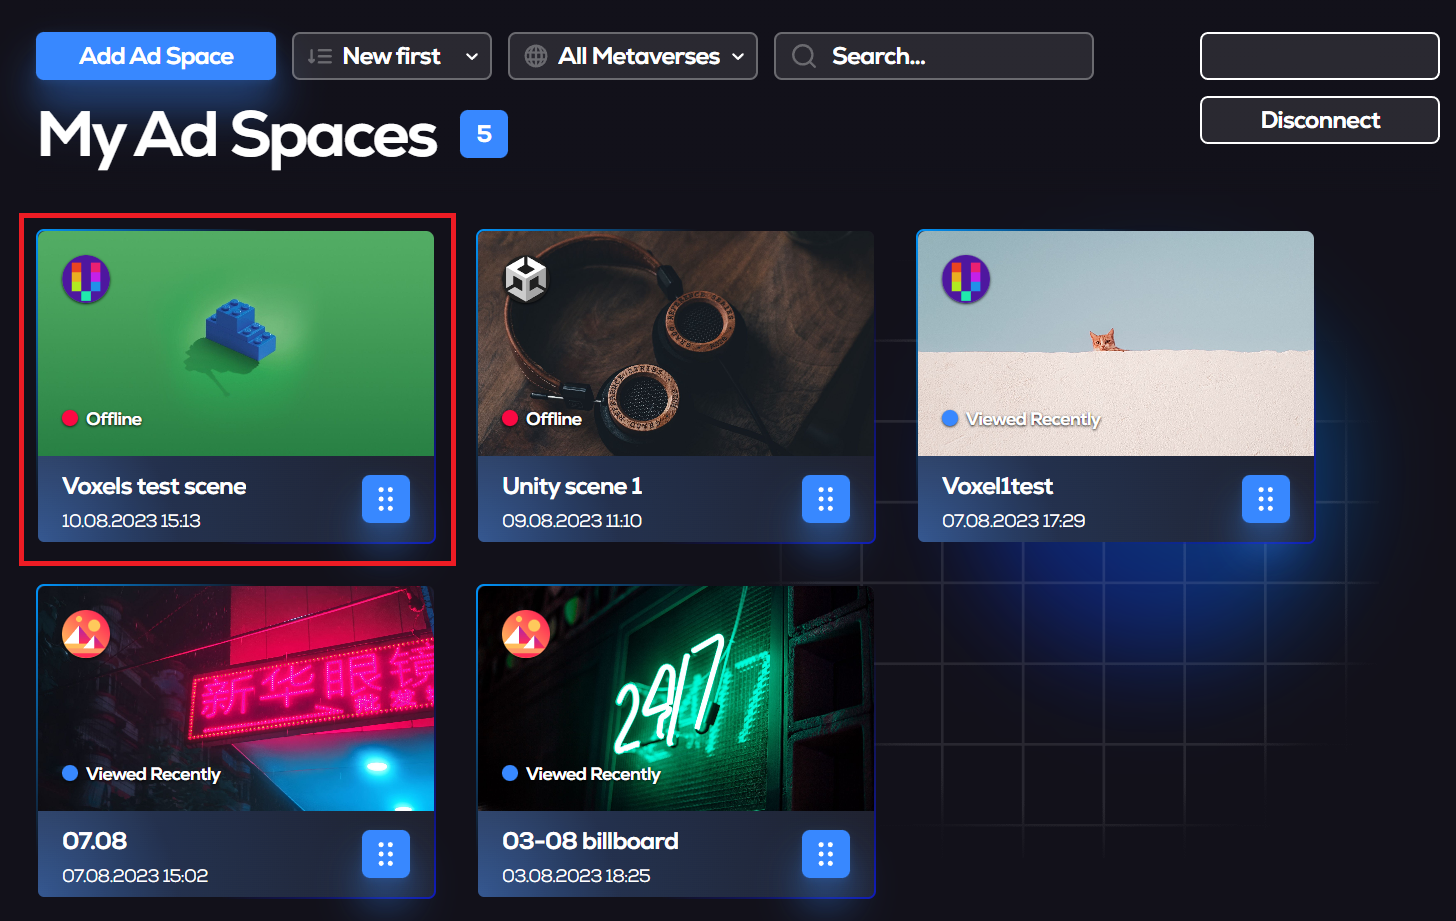 Add Ad Space
New first
All Metaverses
Search...
Disconnect
My Ad Spaces
5
Offline
Voxels test scene
10.08.2023 15:13
Offline
Unity scene 1
09.08.2023 11:10
Viewed Recently
Voxel1test
07.08.2023 17:29
新华眼镜
Viewed Recently
07.08
07.08.2023 15:02
24/7
Viewed Recently
03-08 billboard
03.08.2023 18:25